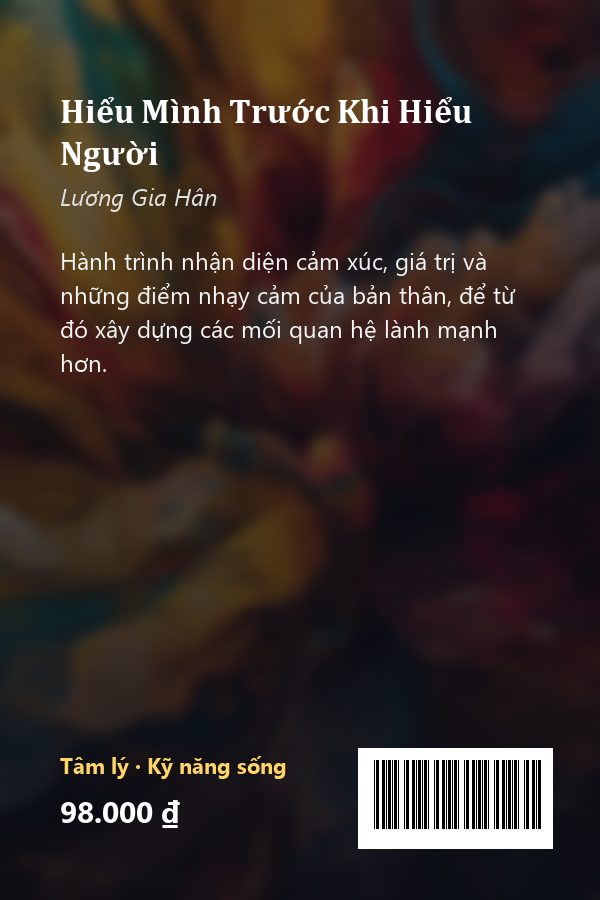 Hiểu Mình Trước Khi Hiểu
Người
Lương Gia Hân
Hành trình nhận diện cảm xúc, giá trị và
những điểm nhạy cảm của bản thân, để từ
đó xây dựng các mối quan hệ lành mạnh
hơn.
Tâm lý · Kỹ năng sống
98.000 ₫